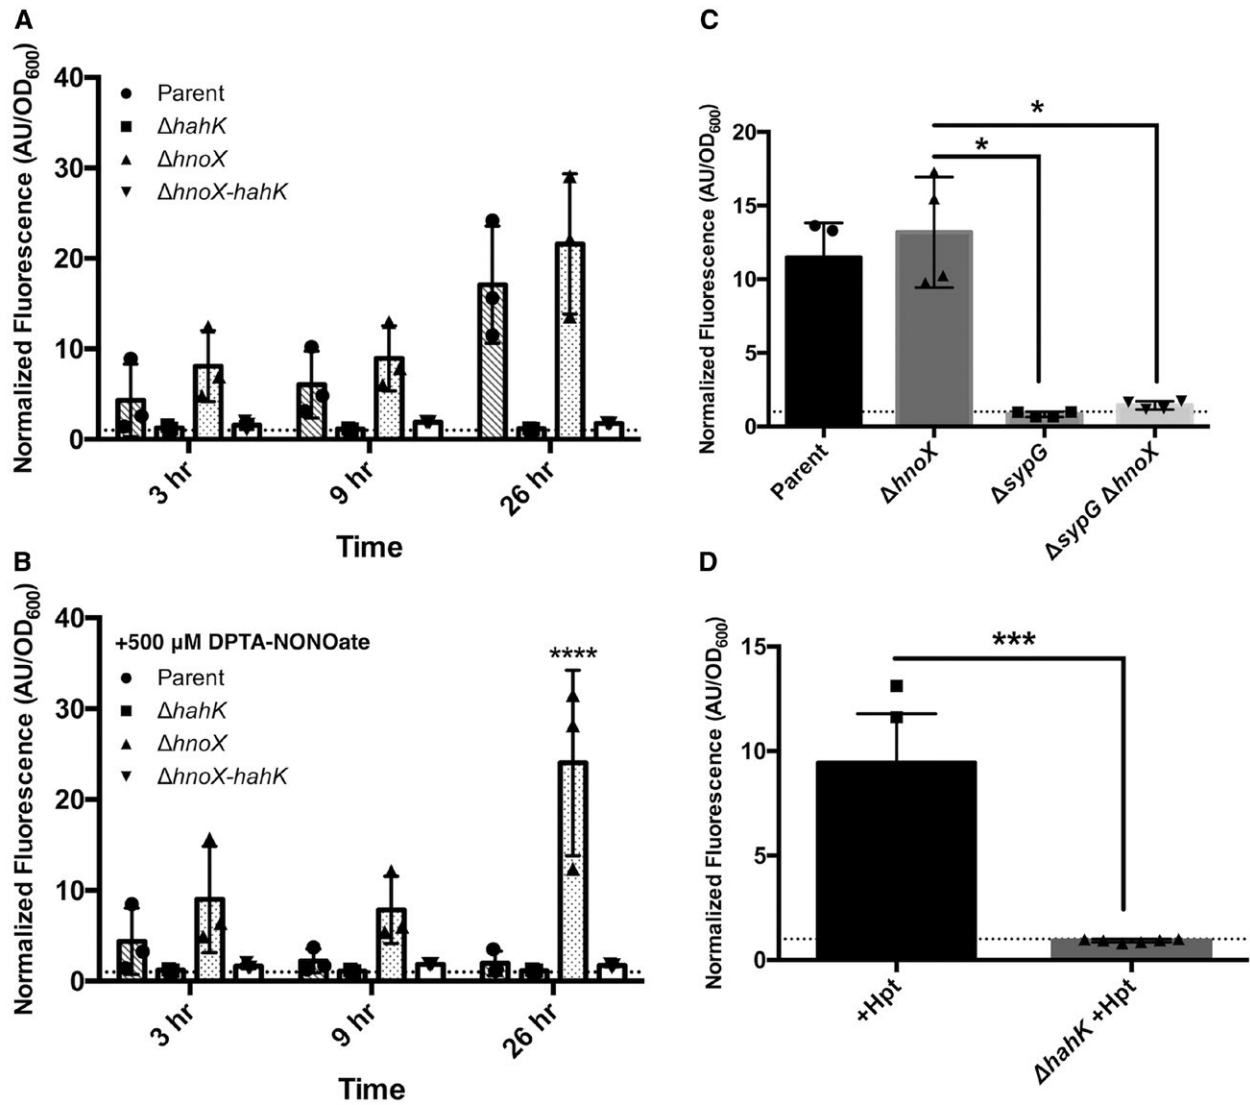 A
Normalized Fluorescence (AU/OD600)
40
30
20
10
0
Parent
ΔhahK
ΔhnoX
ΔhnoX-hahK
3 hr
9 hr
26 hr
Time
B
Normalized Fluorescence (AU/OD600)
40
30
20
10
0
+500 µM DPTA-NONOate
Parent
ΔhahK
ΔhnoX
ΔhnoX-hahK
****
3 hr
9 hr
26 hr
Time
C
Normalized Fluorescence (AU/OD600)
20
15
10
5
0
*
*
Parent
ΔhnoX
ΔsypG
ΔsypG ΔhnoX
D
Normalized Fluorescence (AU/OD600)
15
10
5
0
***
+Hpt
ΔhahK +Hpt